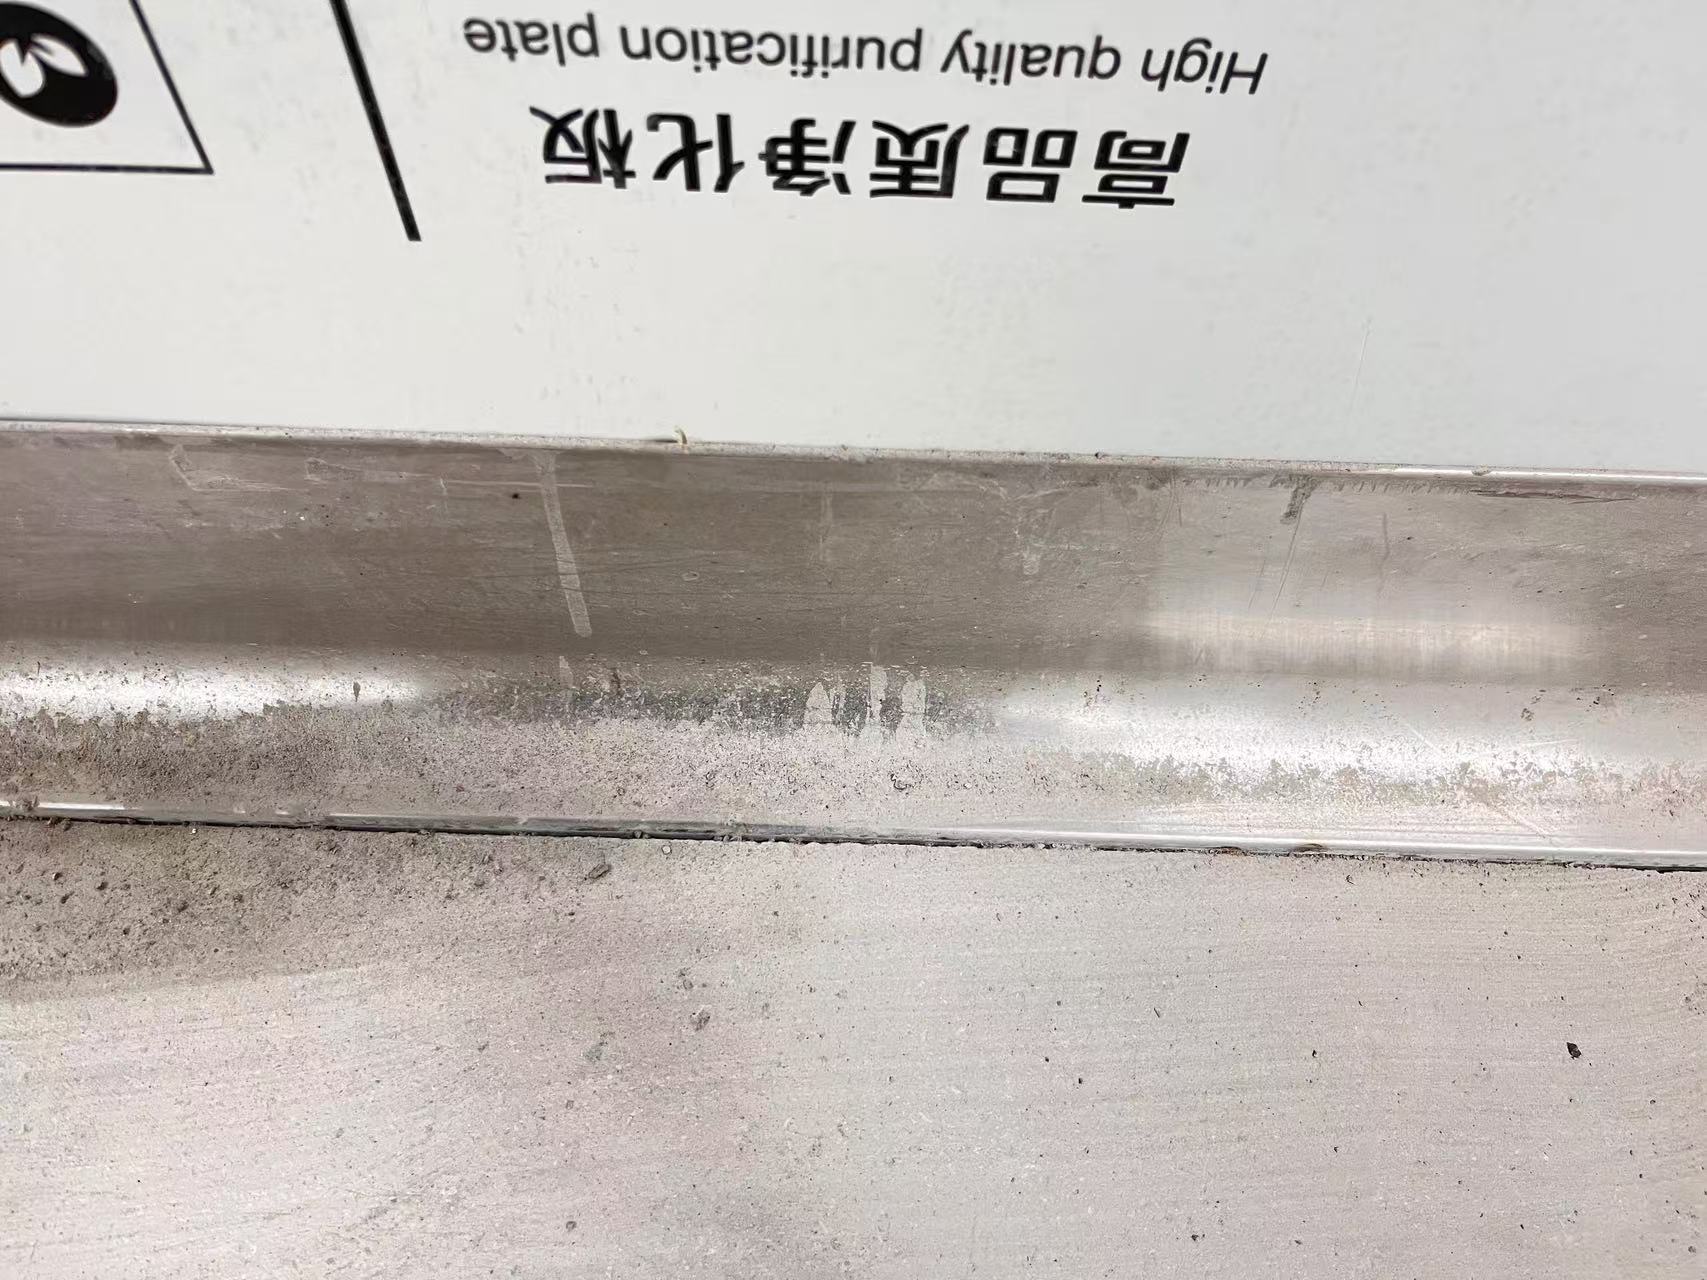 高品质净化板
High quality purification plate